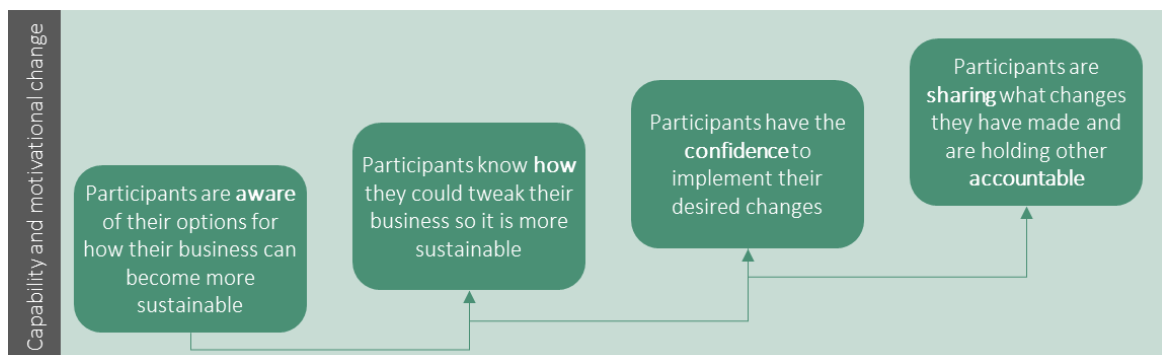 Capability and motivational change
Participants are aware
of their options for
how their business can
become more
sustainable
Participants know how
they could tweak their
business so it is more
sustainable
Participants have the
confidence to
implement their
desired changes
Participants are
sharing what changes
they have made and
are holding other
accountable